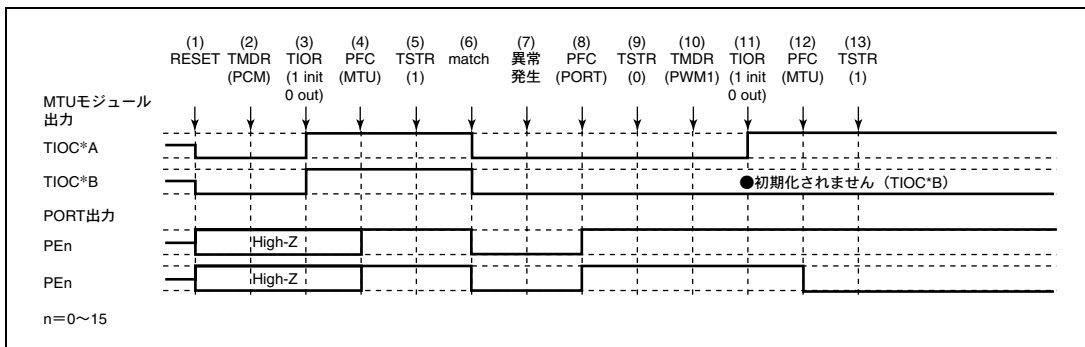 (1) (2) (3) (4) (5) (6) (7) (8) (9) (10) (11) (12) (13)
RESET TMDR TIOR PFC TSTR match 異常 PFC TSTR TMDR TIOR PFC TSTR
(PCM) (1 init (MTU) (1) 発生 (PORT) (0) (PWM1) (1 init (MTU) (1)
0 out) 0 out)
MTUモジュール
出力
TIOC*A
TIOC*B
●初期化されません（TIOC*B）
PORT出力
PEn
High-Z
PEn
High-Z
n=0～15